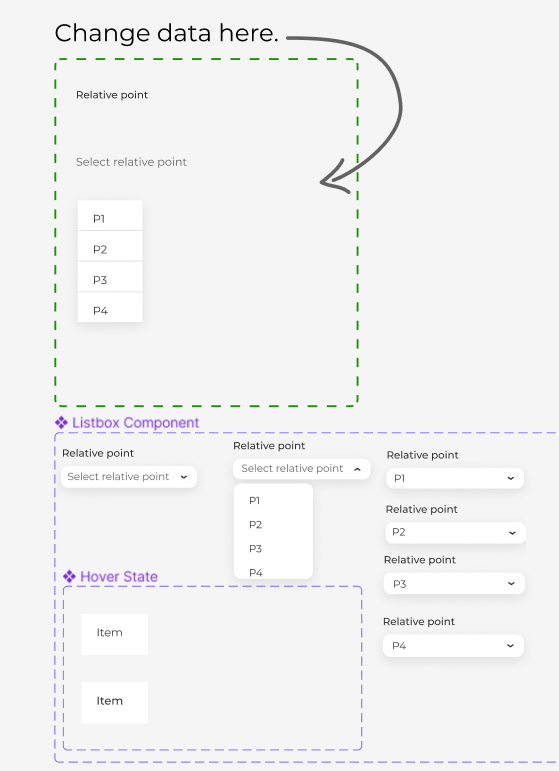 Change data here.
Relative point
Select relative point
P1
P2
P3
P4
Listbox Component
Relative point
Select relative point
Relative point
Select relative point
P1
P2
P3
P4
Relative point
P1
Relative point
P2
Relative point
P3
Relative point
P4
Hover State
Item
Item